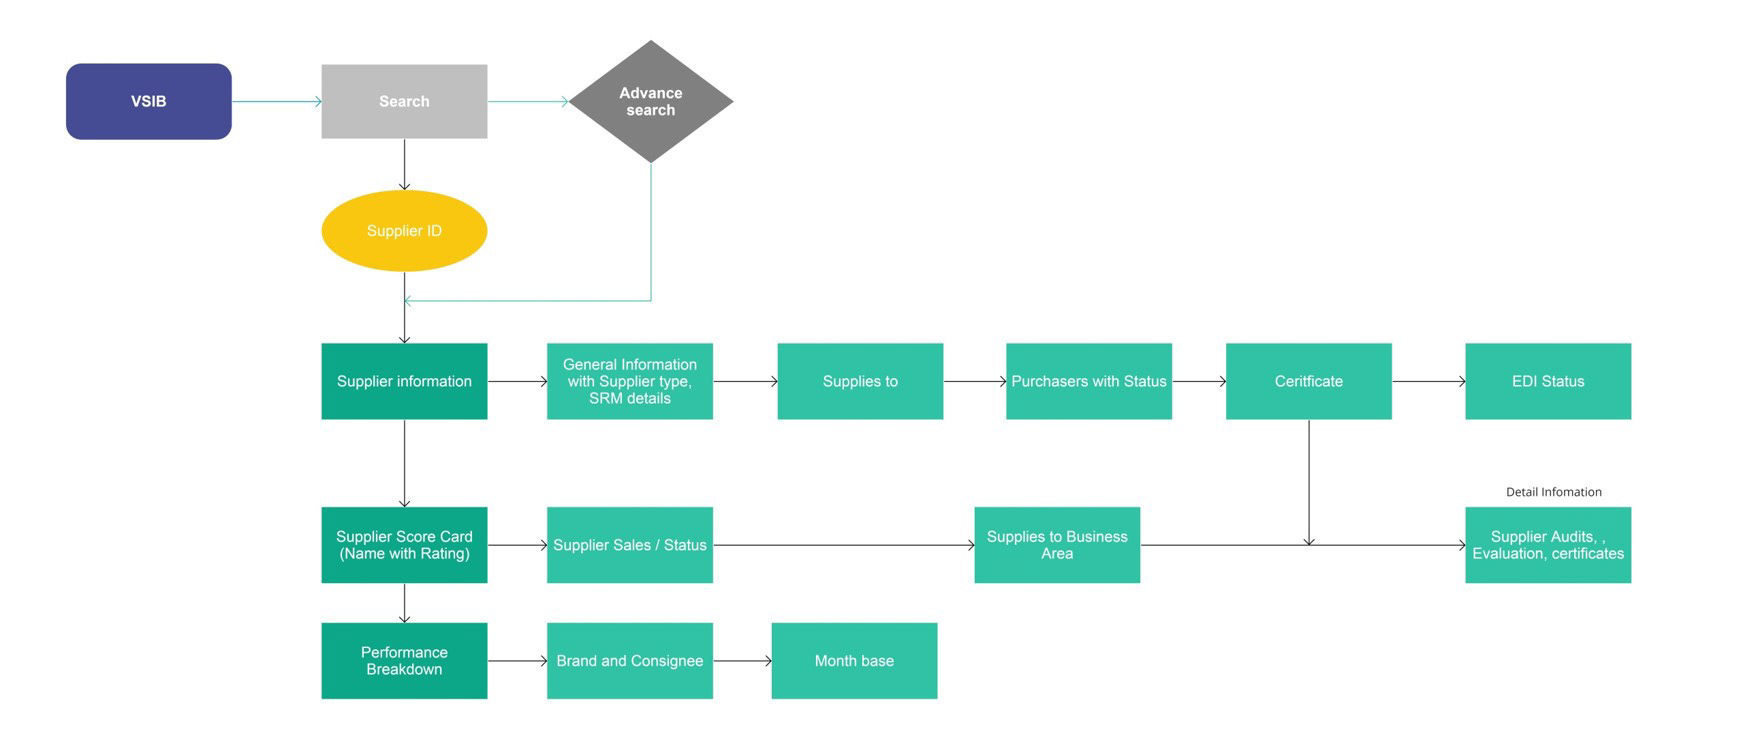 VSIB
Search
Advance
search
Supplier ID
Supplier information
General Information
with Supplier type,
SRM details
Supplies to
Purchasers with Status
Ceritficate
EDI Status
Detail Infomation
Supplier Score Card
(Name with Rating)
Supplier Sales / Status
Supplies to Business
Area
Supplier Audits, ,
Evaluation, certificates
Performance
Breakdown
Brand and Consignee
Month base